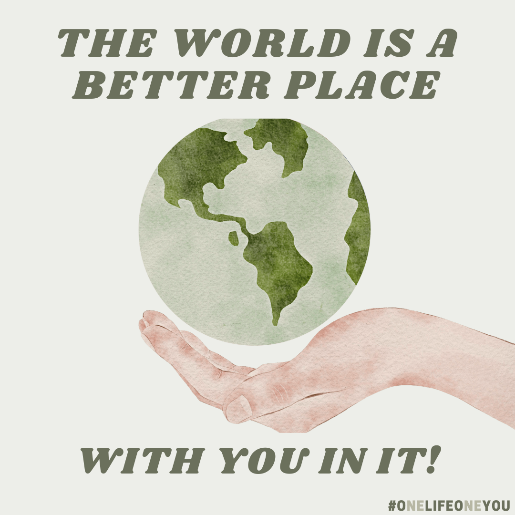 THE WORLD IS A
BETTER PLACE
WITH YOU IN IT!
#ONELIFEONEYOU